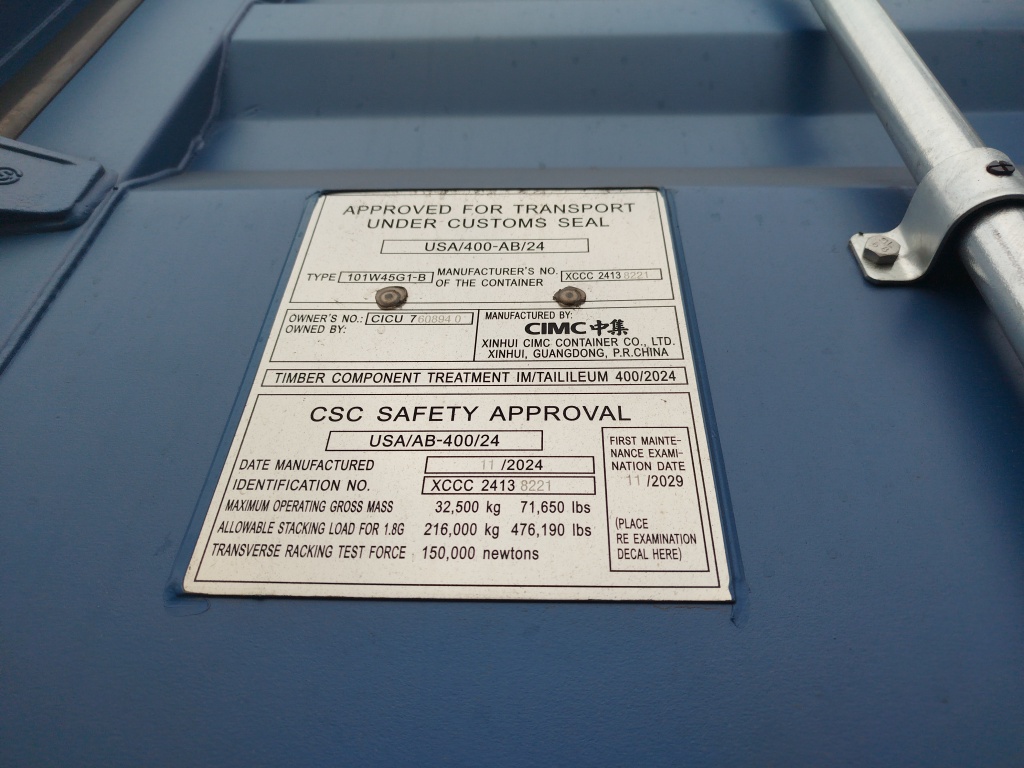 APPROVED FOR TRANSPORT
UNDER CUSTOMS SEAL
USA/400-AB/24
TYPE 101W45G1-B MANUFACTURER'S NO. OF THE CONTAINER XCCC 2413 8221
OWNER'S NO.: CICU 760894 0
OWNED BY:
MANUFACTURED BY:
CIMC 中集
XINHUI CIMC CONTAINER CO., LTD.
XINHUI, GUANGDONG, P.R.CHINA
TIMBER COMPONENT TREATMENT IM/TAILILEUM 400/2024
CSC SAFETY APPROVAL
USA/AB-400/24
DATE MANUFACTURED 11 /2024
IDENTIFICATION NO. XCCC 2413 8221
MAXIMUM OPERATING GROSS MASS 32,500 kg 71,650 lbs
ALLOWABLE STACKING LOAD FOR 1.8G 216,000 kg 476,190 lbs
TRANSVERSE RACKING TEST FORCE 150,000 newtons
FIRST MAINTE-
NANCE EXAMI-
NATION DATE
11 /2029
(PLACE
RE EXAMINATION
DECAL HERE)